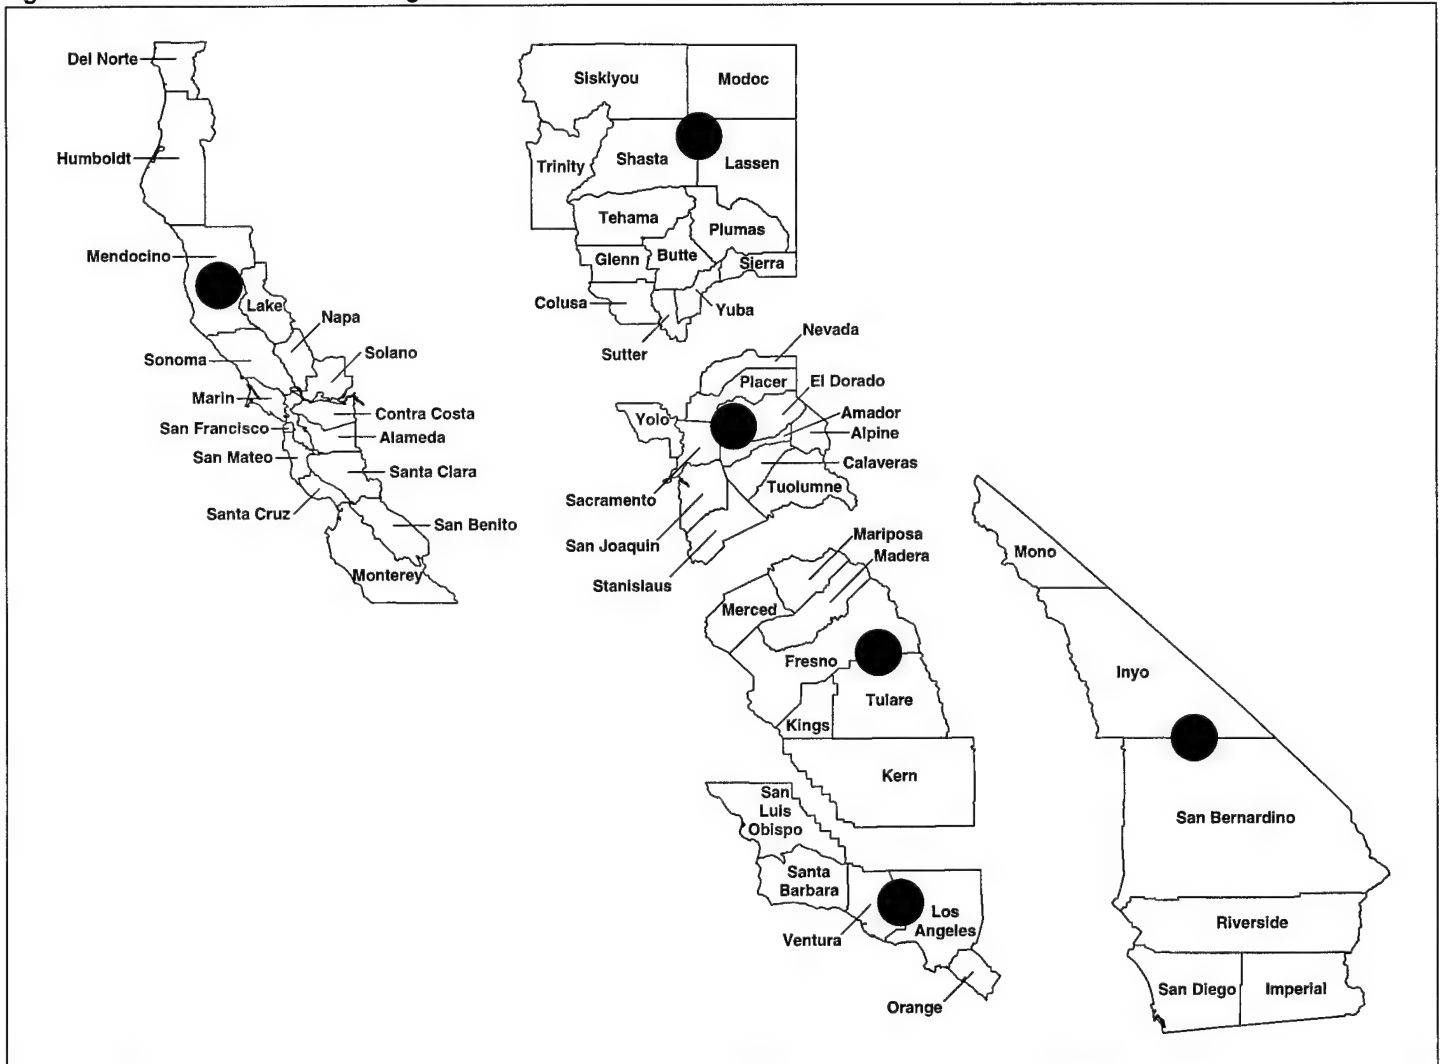 Del Norte
Humboldt
Mendocino
Lake
Napa
Solano
Sonoma
Marin
Contra Costa
San Francisco
Alameda
San Mateo
Santa Clara
Santa Cruz
San Benito
Monterey
Siskiyou
Modoc
Trinity
Shasta
Lassen
Tehama
Plumas
Glenn
Butte
Sierra
Colusa
Yuba
Sutter
Nevada
Placer
El Dorado
Yolo
Amador
Alpine
Calaveras
Tuolumne
Sacramento
San Joaquin
Stanislaus
Mariposa
Madera
Merced
Fresno
Tulare
Kings
Kern
San
Luis
Obispo
Santa
Barbara
Ventura
Los
Angeles
Orange
Mono
Inyo
San Bernardino
Riverside
San Diego
Imperial